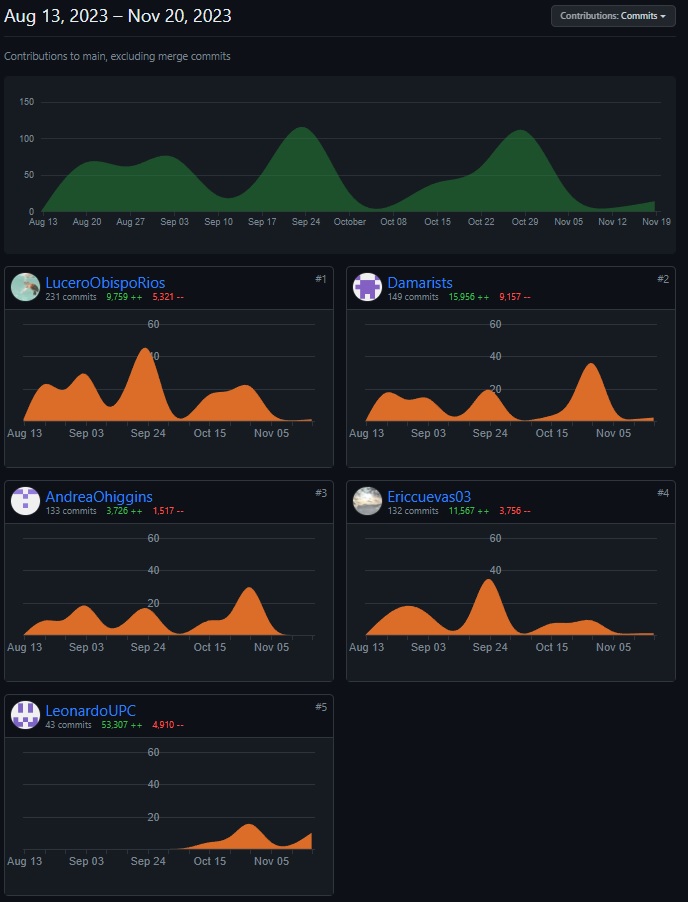 Aug 13, 2023 – Nov 20, 2023
Contributions: Commits
Contributions to main, excluding merge commits
150
100
50
0
Aug 13 Aug 20 Aug 27 Sep 03 Sep 10 Sep 17 Sep 24 October Oct 08 Oct 15 Oct 22 Oct 29 Nov 05 Nov 12 Nov 19
LuceroObispoRios #1
231 commits 9,759 ++ 5,321 --
60
40
Aug 13 Sep 03 Sep 24 Oct 15 Nov 05
Damarists #2
149 commits 15,956 ++ 9,157 --
60
40
20
Aug 13 Sep 03 Sep 24 Oct 15 Nov 05
AndreaOhiggins #3
133 commits 3,726 ++ 1,517 --
60
40
20
Aug 13 Sep 03 Sep 24 Oct 15 Nov 05
Ericcuevas03 #4
132 commits 11,567 ++ 3,756 --
60
40
Aug 13 Sep 03 Sep 24 Oct 15 Nov 05
LeonardoUPC #5
43 commits 53,307 ++ 4,910 --
60
40
20
Aug 13 Sep 03 Sep 24 Oct 15 Nov 05